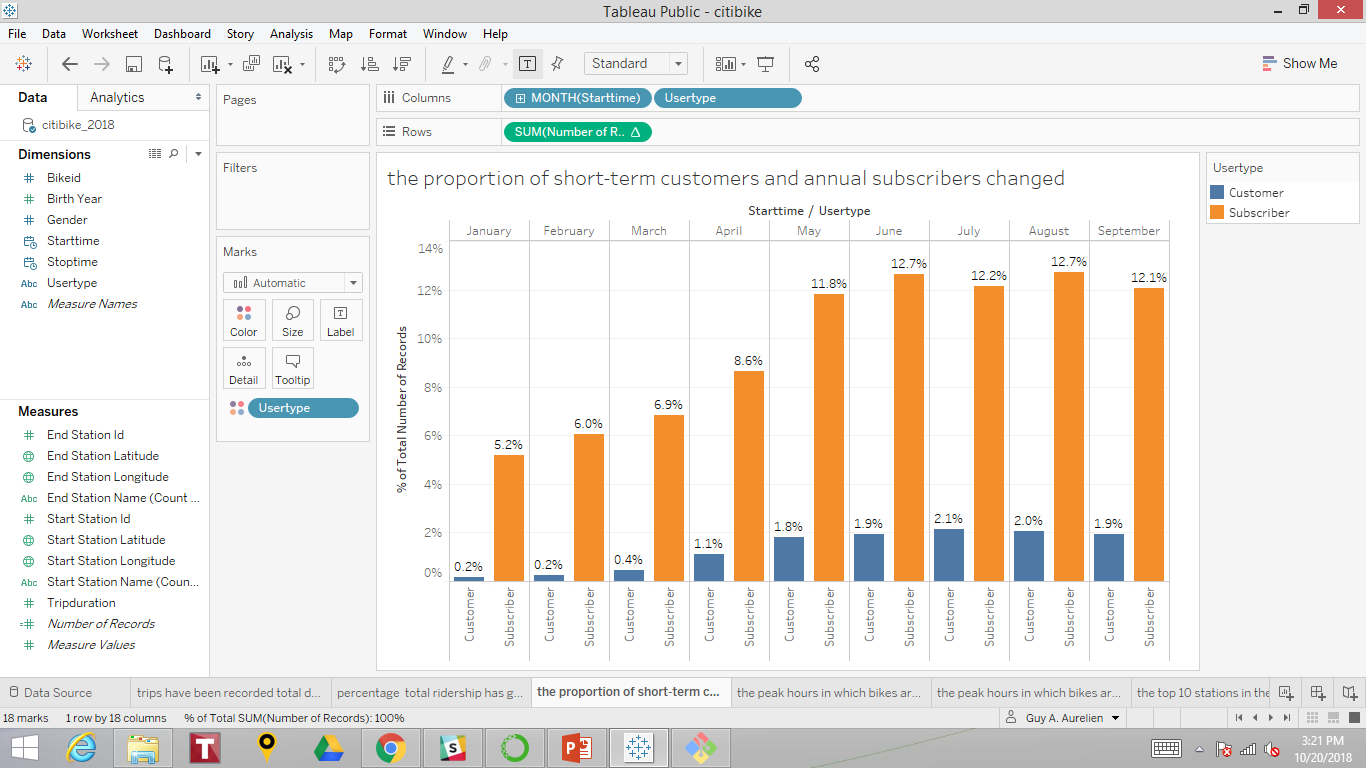 Tableau Public - citibike
File Data Worksheet Dashboard Story Analysis Map Format Window Help
Standard
Show Me
Data Analytics
citibike_2018
Dimensions
Bikeid
Birth Year
Gender
Starttime
Stoptime
Abc Usertype
Abc Measure Names
Measures
End Station Id
End Station Latitude
End Station Longitude
Abc End Station Name (Count ...
Start Station Id
Start Station Latitude
Start Station Longitude
Abc Start Station Name (Coun...
Tripduration
=# Number of Records
Measure Values
Pages
Filters
Marks
Automatic
Color Size Label
Detail Tooltip
Usertype
Columns MONTH(Starttime) Usertype
Rows SUM(Number of R.. Δ
the proportion of short-term customers and annual subscribers changed
Starttime / Usertype
January February March April May June July August September
% of Total Number of Records
14%
12%
10%
8%
6%
4%
2%
0%
0.2% 5.2% 0.2% 6.0% 0.4% 6.9% 1.1% 8.6% 1.8% 11.8% 1.9% 12.7% 2.1% 12.2% 2.0% 12.7% 1.9% 12.1%
Customer Subscriber Customer Subscriber Customer Subscriber Customer Subscriber Customer Subscriber Customer Subscriber Customer Subscriber Customer Subscriber Customer Subscriber
Usertype
Customer
Subscriber
Data Source trips have been recorded total d... percentage total ridership has g... the proportion of short-term c... the peak hours in which bikes ar... the peak hours in which bikes ar... the top 10 stations in the
18 marks 1 row by 18 columns % of Total SUM(Number of Records): 100%
Guy A. Aurelien
3:21 PM
10/20/2018